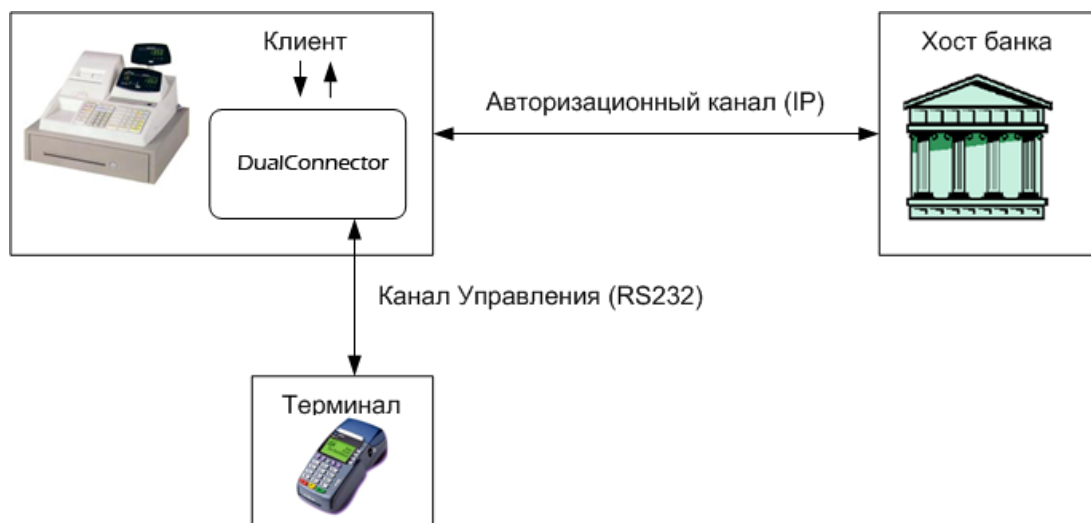 Клиент
Хост банка
Авторизационный канал (IP)
DualConnector
Канал Управления (RS232)
Терминал